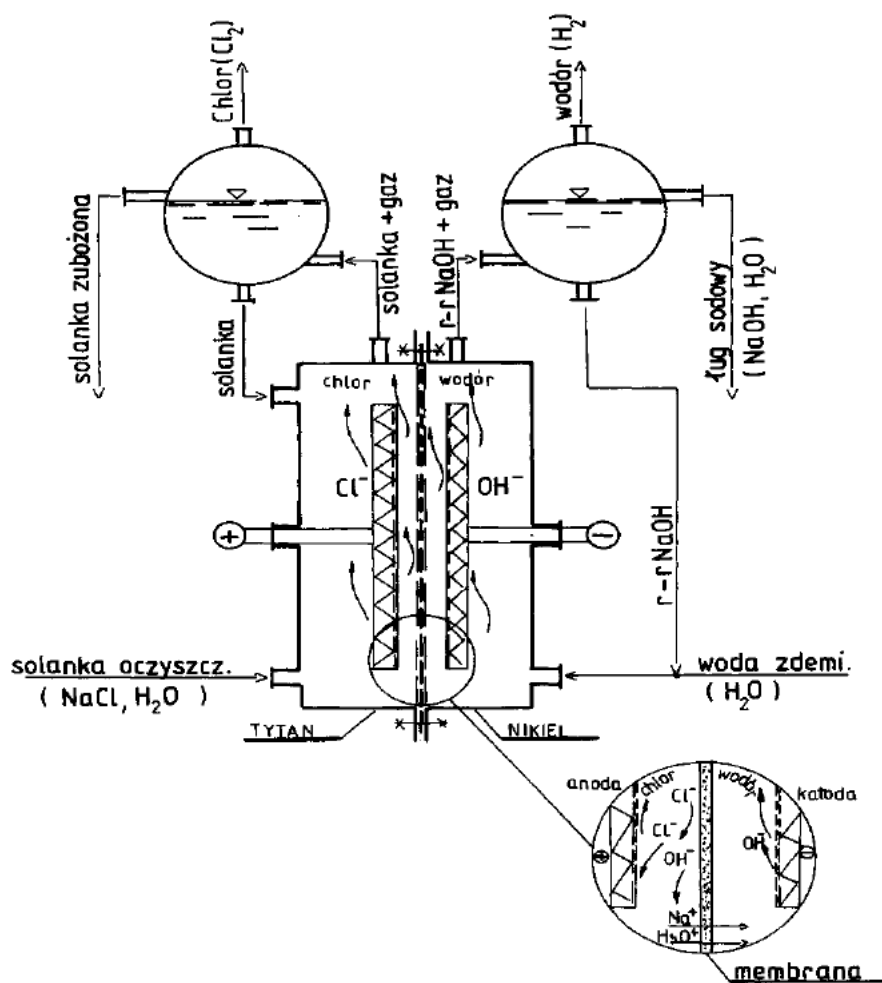 Chlor (Cl2)
wodór (H2)
solanka zubożona
solanka
solanka + gaz
r-r NaOH + gaz
ług sodowy
(NaOH, H2O)
chlor
wodór
Cl-
OH-
+
−
r-r NaOH
solanka oczyszcz.
(NaCl, H2O)
woda zdemi.
(H2O)
TYTAN
NIKIEL
anoda
chlor
Cl-
wodór
katoda
Cl-
OH-
OH-
+
−
Na+
H3O+
membrana